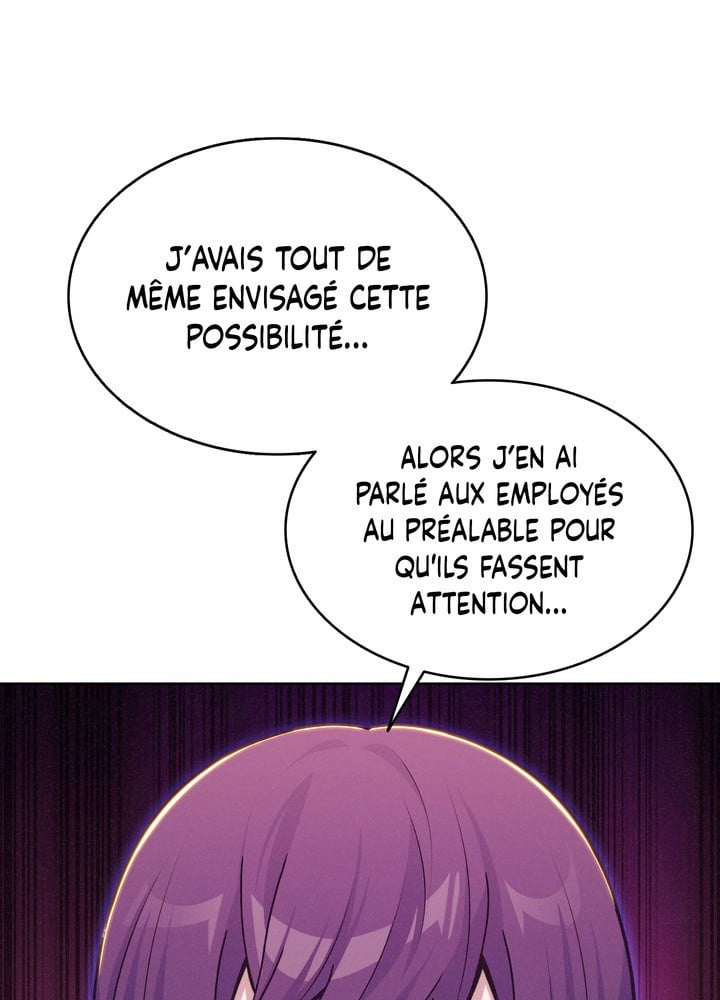 J'AVAIS TOUT DE
MÊME ENVISAGÉ CETTE
POSSIBILITÉ...
ALORS J'EN AI
PARLÉ AUX EMPLOYÉS
AU PRÉALABLE POUR
QU'ILS FASSENT
ATTENTION...